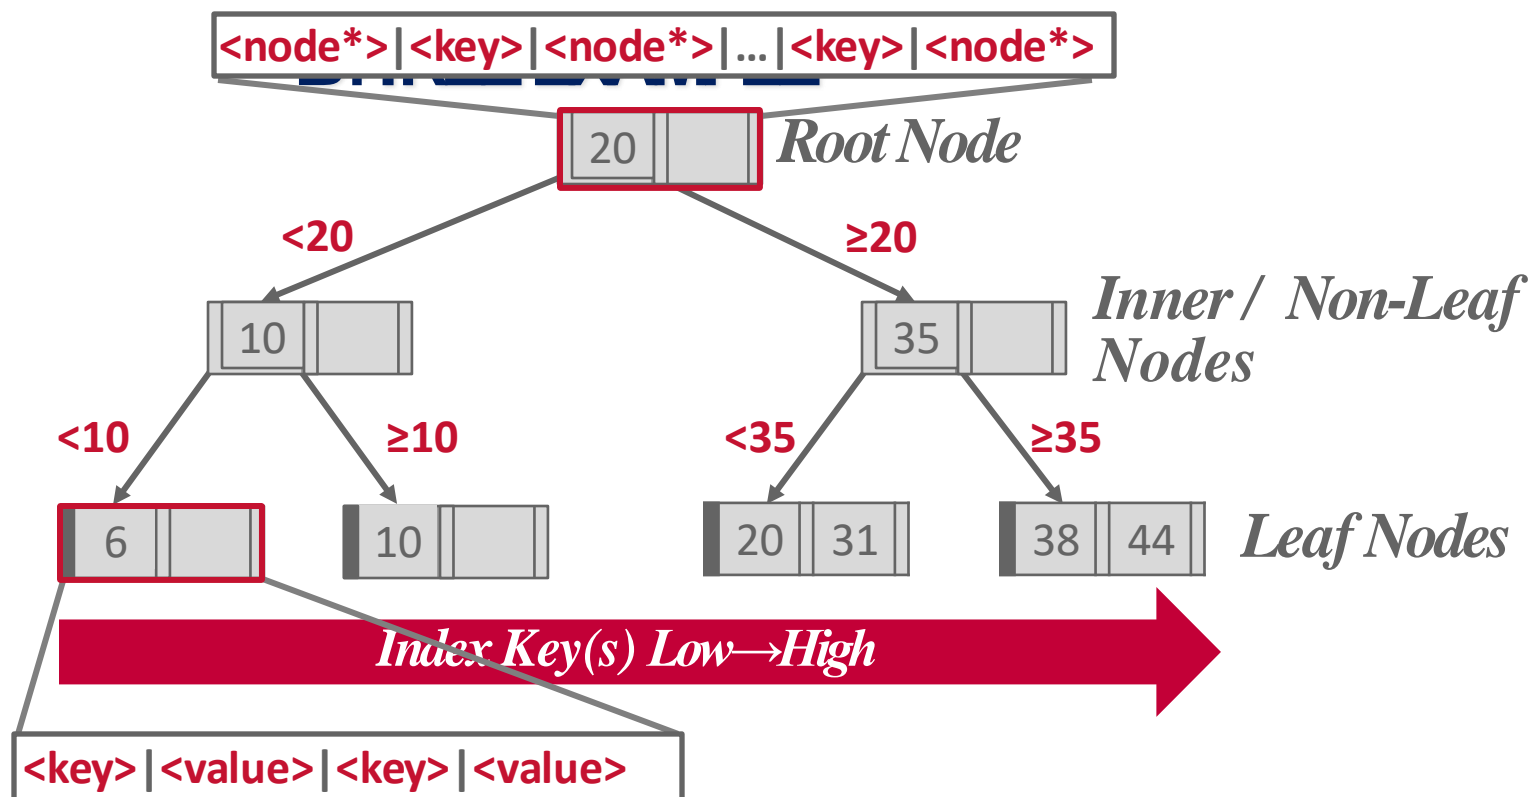 <node*>|<key>|<node*>|...|<key>|<node*>
20
Root Node
<20
≥20
10
35
Inner / Non-Leaf
Nodes
<10
≥10
<35
≥35
6
10
20 31
38 44
Leaf Nodes
Index Key(s) Low→High
<key>|<value>|<key>|<value>